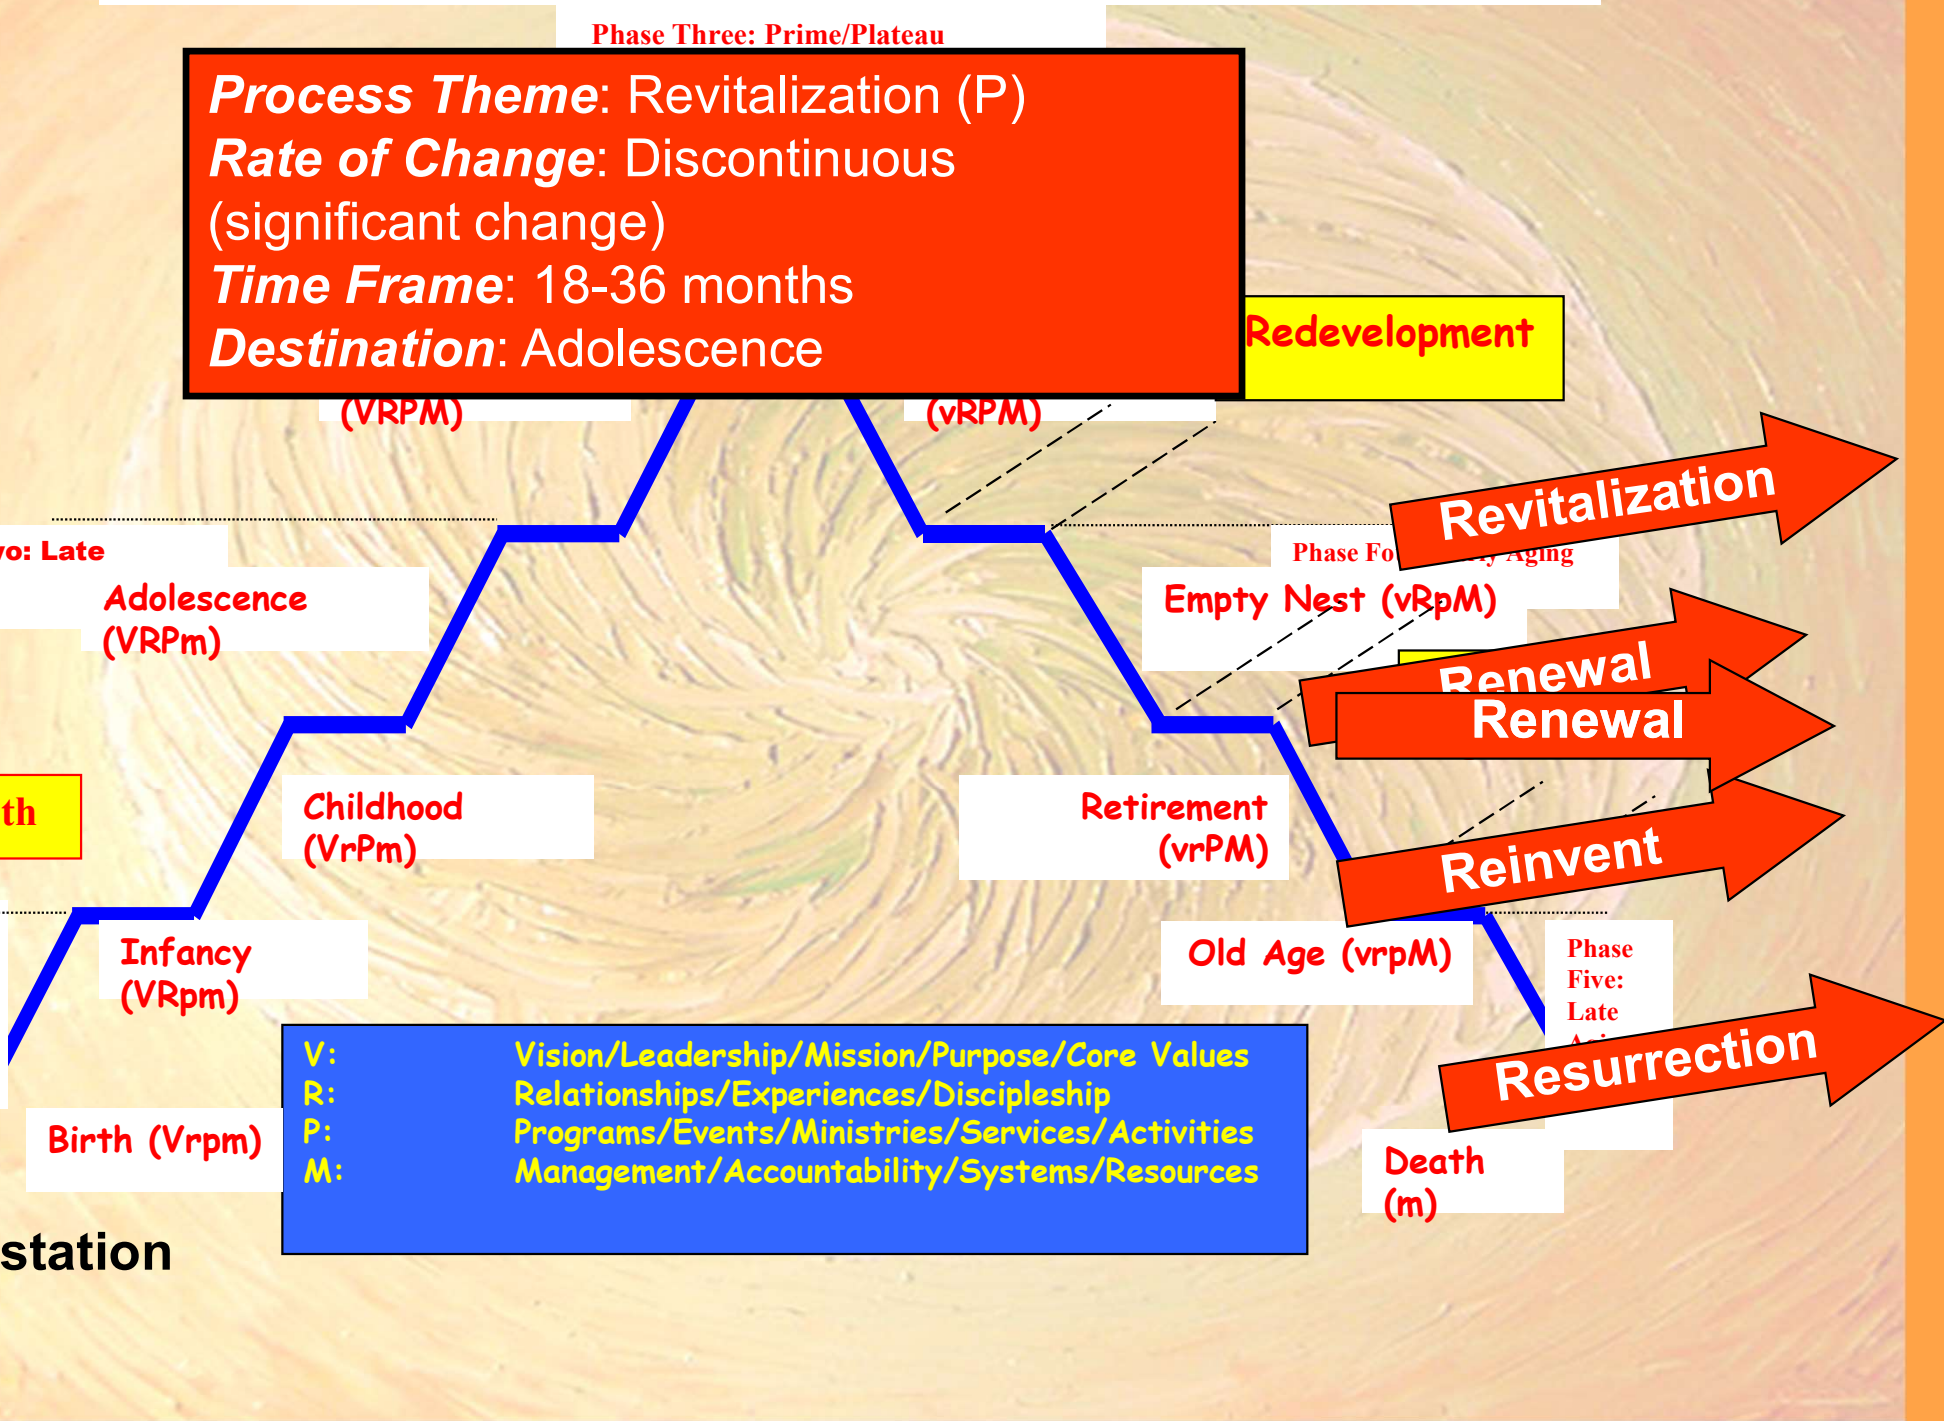 Phase Three: Prime/Plateau
Process Theme: Revitalization (P)
Rate of Change: Discontinuous
(significant change)
Time Frame: 18-36 months
Destination: Adolescence
Redevelopment
(VRPM)
(vRPM)
Revitalization
Late
Phase Aging
Adolescence
(VRPm)
Empty Nest (vRpM)
Renewal
Renewal
Childhood
(VrPm)
Retirement
(vrPM)
th
Reinvent
Infancy
(VRpm)
Old Age (vrpM)
Phase
Five:
Late
Resurrection
V: Vision/Leadership/Mission/Purpose/Core Values
R: Relationships/Experiences/Discipleship
P: Programs/Events/Ministries/Services/Activities
M: Management/Accountability/Systems/Resources
Birth (Vrpm)
Death
(m)
station